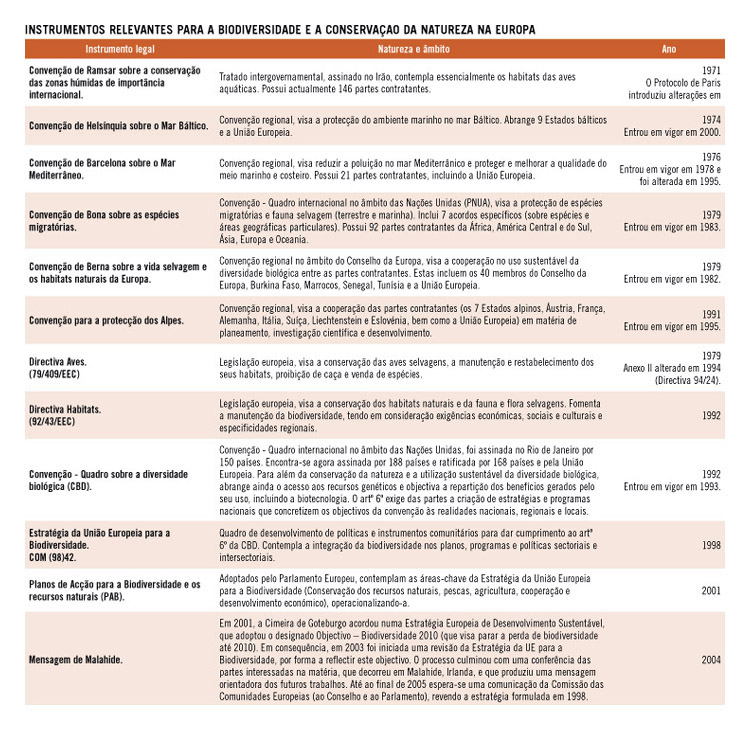 INSTRUMENTOS RELEVANTES PARA A BIODIVERSIDADE E A CONSERVAÇAO DA NATUREZA NA EUROPA
Instrumento legal
Natureza e âmbito
Ano
Convenção de Ramsar sobre a conservação
das zonas húmidas de importância
internacional.
Tratado intergovernamental, assinado no Irão, contempla essencialmente os habitats das aves
aquáticas. Possui actualmente 146 partes contratantes.
1971
O Protocolo de Paris
introduziu alterações em
Convenção de Helsínquia sobre o Mar Báltico.
Convenção regional, visa a protecção do ambiente marinho no mar Báltico. Abrange 9 Estados bálticos
e a União Europeia.
1974
Entrou em vigor em 2000.
Convenção de Barcelona sobre o Mar
Mediterrâneo.
Convenção regional, visa reduzir a poluição no mar Mediterrânico e proteger e melhorar a qualidade do
meio marinho e costeiro. Possui 21 partes contratantes, incluindo a União Europeia.
1976
Entrou em vigor em 1978 e
foi alterada em 1995.
Convenção de Bona sobre as espécies
migratórias.
Convenção - Quadro internacional no âmbito das Nações Unidas (PNUA), visa a protecção de espécies
migratórias e fauna selvagem (terrestre e marinha). Inclui 7 acordos específicos (sobre espécies e
áreas geográficas particulares). Possui 92 partes contratantes da África, América Central e do Sul,
Ásia, Europa e Oceania.
1979
Entrou em vigor em 1983.
Convenção de Berna sobre a vida selvagem e
os habitats naturais da Europa.
Convenção regional no âmbito do Conselho da Europa, visa a cooperação no uso sustentável da
diversidade biológica entre as partes contratantes. Estas incluem os 40 membros do Conselho da
Europa, Burkina Faso, Marrocos, Senegal, Tunísia e a União Europeia.
1979
Entrou em vigor em 1982.
Convenção para a protecção dos Alpes.
Convenção regional, visa a cooperação das partes contratantes (os 7 Estados alpinos, Áustria, França,
Alemanha, Itália, Suíça, Liechtenstein e Eslovénia, bem como a União Europeia) em matéria de
planeamento, investigação científica e desenvolvimento.
1991
Entrou em vigor em 1995.
Directiva Aves.
(79/409/EEC)
Legislação europeia, visa a conservação das aves selvagens, a manutenção e restabelecimento dos
seus habitats, proibição de caça e venda de espécies.
1979
Anexo II alterado em 1994
(Directiva 94/24).
Directiva Habitats.
(92/43/EEC)
Legislação europeia, visa a conservação dos habitats naturais e da fauna e flora selvagens. Fomenta
a manutenção da biodiversidade, tendo em consideração exigências económicas, sociais e culturais e
especificidades regionais.
1992
Convenção - Quadro sobre a diversidade
biológica (CBD).
Convenção - Quadro internacional no âmbito das Nações Unidas, foi assinada no Rio de Janeiro por
150 países. Encontra-se agora assinada por 188 países e ratificada por 168 países e pela União
Europeia. Para além da conservação da natureza e a utilização sustentável da diversidade biológica,
abrange ainda o acesso aos recursos genéticos e objectiva a repartição dos benefícios gerados pelo
seu uso, incluindo a biotecnologia. O artº 6º exige das partes a criação de estratégias e programas
nacionais que concretizem os objectivos da convenção às realidades nacionais, regionais e locais.
1992
Entrou em vigor em 1993.
Estratégia da União Europeia para a
Biodiversidade.
COM (98)42.
Quadro de desenvolvimento de políticas e instrumentos comunitários para dar cumprimento ao artº
6º da CBD. Contempla a integração da biodiversidade nos planos, programas e políticas sectoriais e
intersectoriais.
1998
Planos de Acção para a Biodiversidade e os
recursos naturais (PAB).
Adoptados pelo Parlamento Europeu, contemplam as áreas-chave da Estratégia da União Europeia
para a Biodiversidade (Conservação dos recursos naturais, pescas, agricultura, cooperação e
desenvolvimento económico), operacionalizando-a.
2001
Mensagem de Malahide.
Em 2001, a Cimeira de Goteburgo acordou numa Estratégia Europeia de Desenvolvimento Sustentável,
que adoptou o designado Objectivo – Biodiversidade 2010 (que visa parar a perda de biodiversidade
até 2010). Em consequência, em 2003 foi iniciada uma revisão da Estratégia da UE para a
Biodiversidade, por forma a reflectir este objectivo. O processo culminou com uma conferência das
partes interessadas na matéria, que decorreu em Malahide, Irlanda, e que produziu uma mensagem
orientadora dos futuros trabalhos. Até ao final de 2005 espera-se uma comunicação da Comissão das
Comunidades Europeias (ao Conselho e ao Parlamento), revendo a estratégia formulada em 1998.
2004